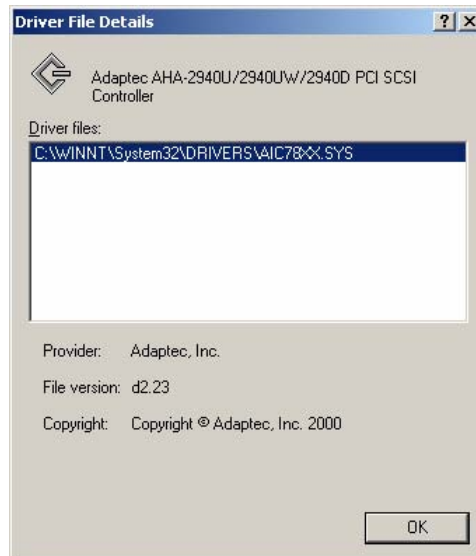 Driver File Details
Adaptec AHA-2940U/2940UW/2940D PCI SCSI
Controller
Driver files:
C:\WINNT\System32\DRIVERS\AIC78XX.SYS
Provider: Adaptec, Inc.
File version: d2.23
Copyright: Copyright © Adaptec, Inc. 2000
OK